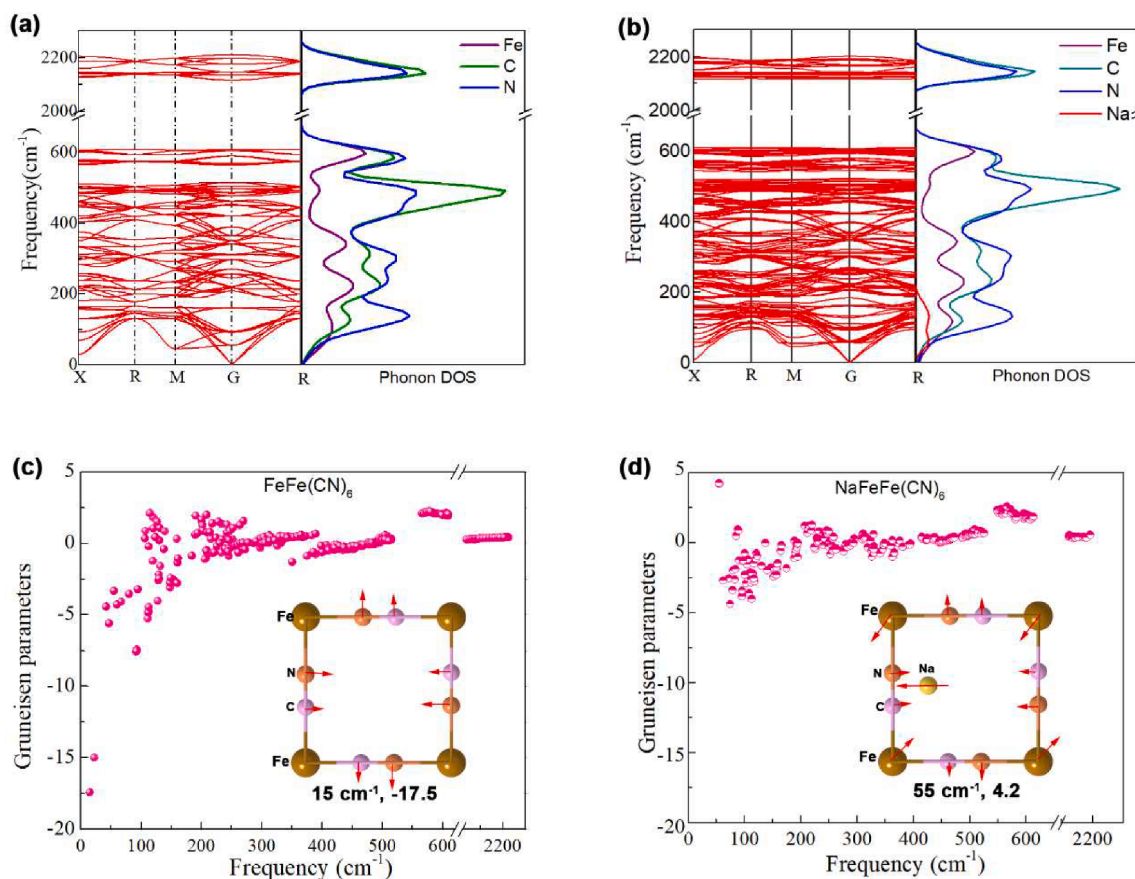 (a)
Frequency(cm⁻¹)
2200
2000
600
400
200
0
X R M G R
Phonon DOS
Fe
C
N
(b)
Frequency (cm⁻¹)
2200
2000
600
400
200
0
X R M G R
Phonon DOS
Fe
C
N
Na
(c)
FeFe(CN)₆
Gruneisen parameters
5
0
-5
-10
-15
-20
Fe
N
C
Fe
15 cm⁻¹, -17.5
0 100 200 300 400 500 600 2200
Frequency (cm⁻¹)
(d)
NaFeFe(CN)₆
Gruneisen parameters
5
0
-5
-10
-15
-20
Fe
N
Na
C
Fe
55 cm⁻¹, 4.2
0 100 200 300 400 500 600 2200
Frequency (cm⁻¹)